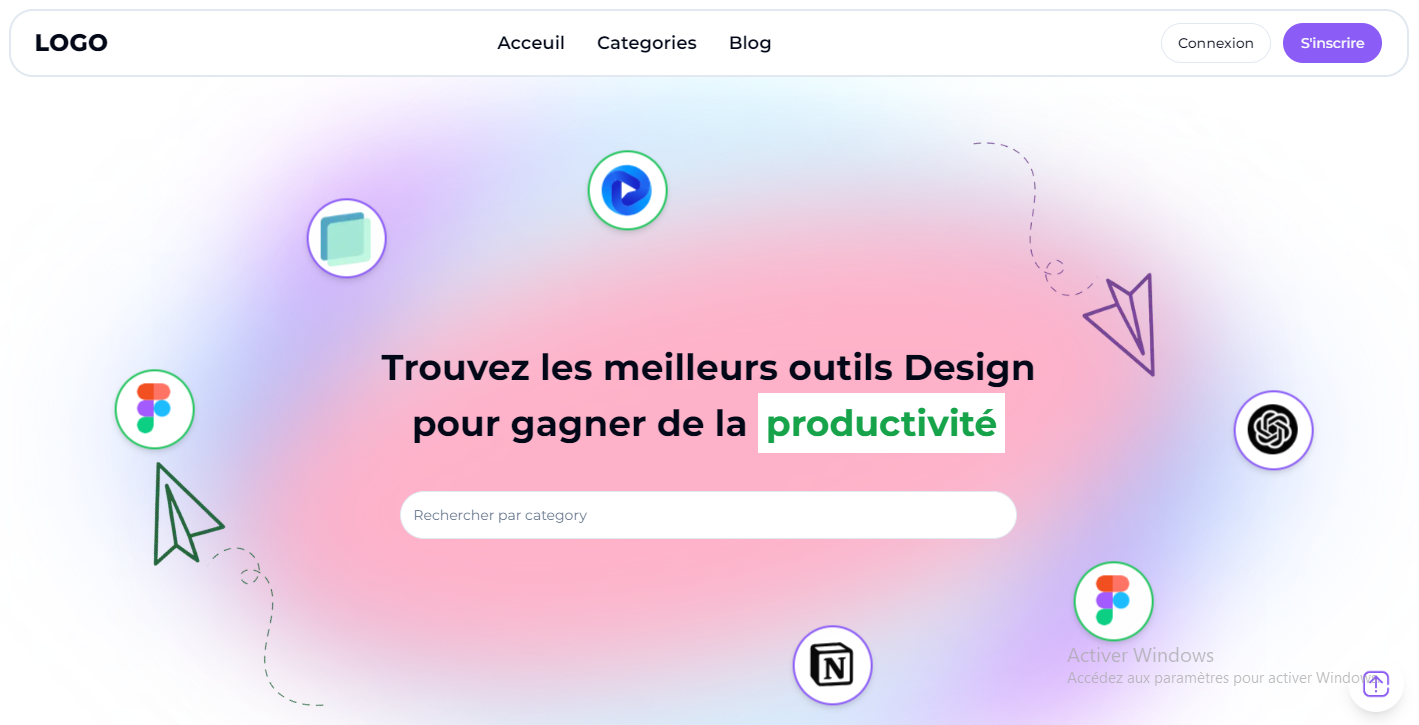 LOGO
Acceuil
Categories
Blog
Connexion
S'inscrire
Trouvez les meilleurs outils Design
pour gagner de la productivité
Rechercher par category
N
Activer Windows
Accédez aux paramètres pour activer Windows